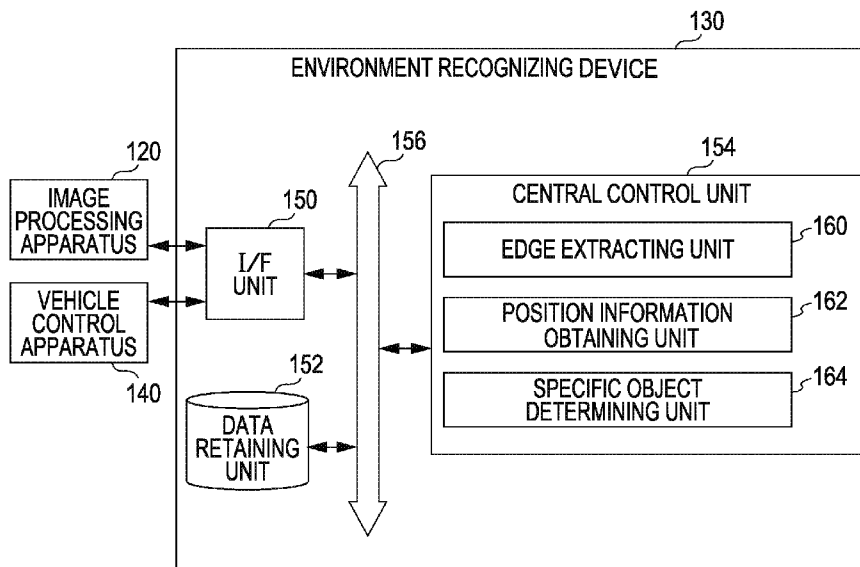 130
ENVIRONMENT RECOGNIZING DEVICE
120
IMAGE
PROCESSING
APPARATUS
VEHICLE
CONTROL
APPARATUS
140
150
I/F
UNIT
152
DATA
RETAINING
UNIT
156
154
CENTRAL CONTROL UNIT
EDGE EXTRACTING UNIT
160
POSITION INFORMATION
OBTAINING UNIT
162
SPECIFIC OBJECT
DETERMINING UNIT
164